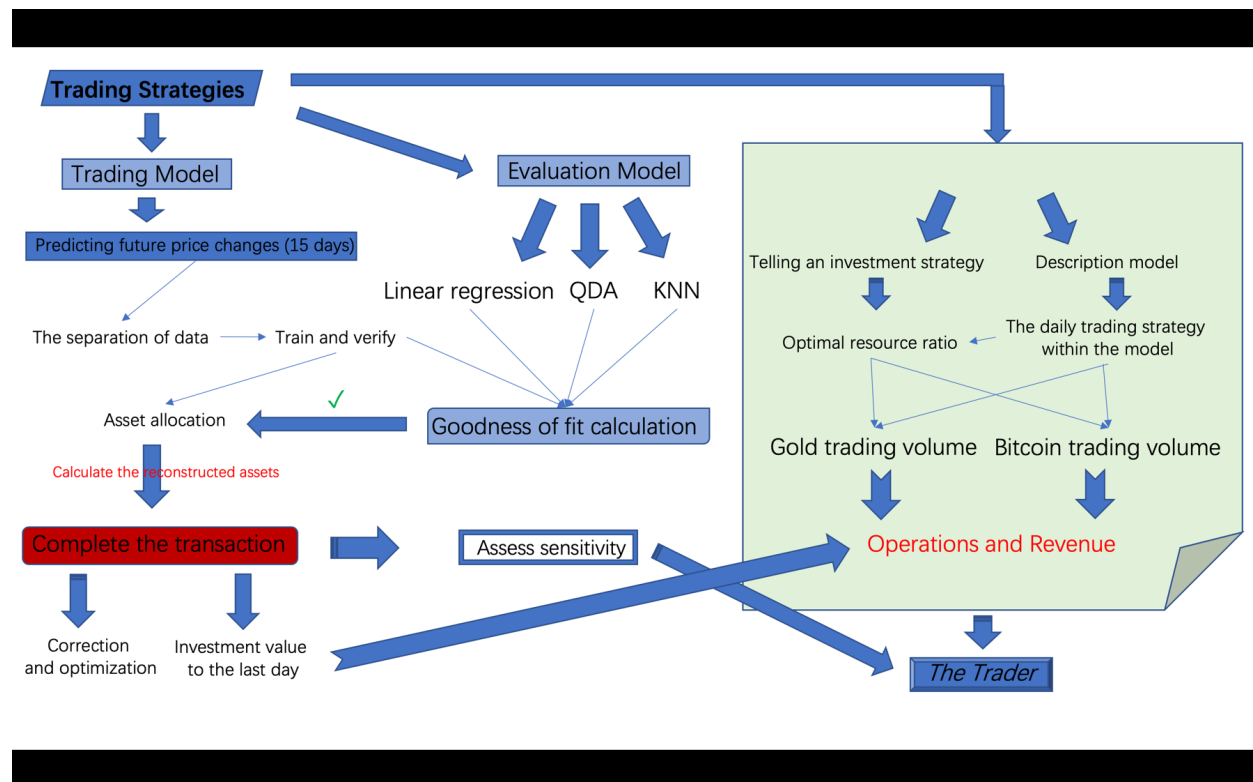 Trading Strategies
Trading Model
Evaluation Model
Predicting future price changes (15 days)
Linear regression
QDA
KNN
Telling an investment strategy
Description model
The separation of data
Train and verify
Optimal resource ratio
The daily trading strategy
within the model
✓
Asset allocation
Goodness of fit calculation
Gold trading volume
Bitcoin trading volume
Calculate the reconstructed assets
Complete the transaction
Assess sensitivity
Operations and Revenue
Correction
and optimization
Investment value
to the last day
The Trader